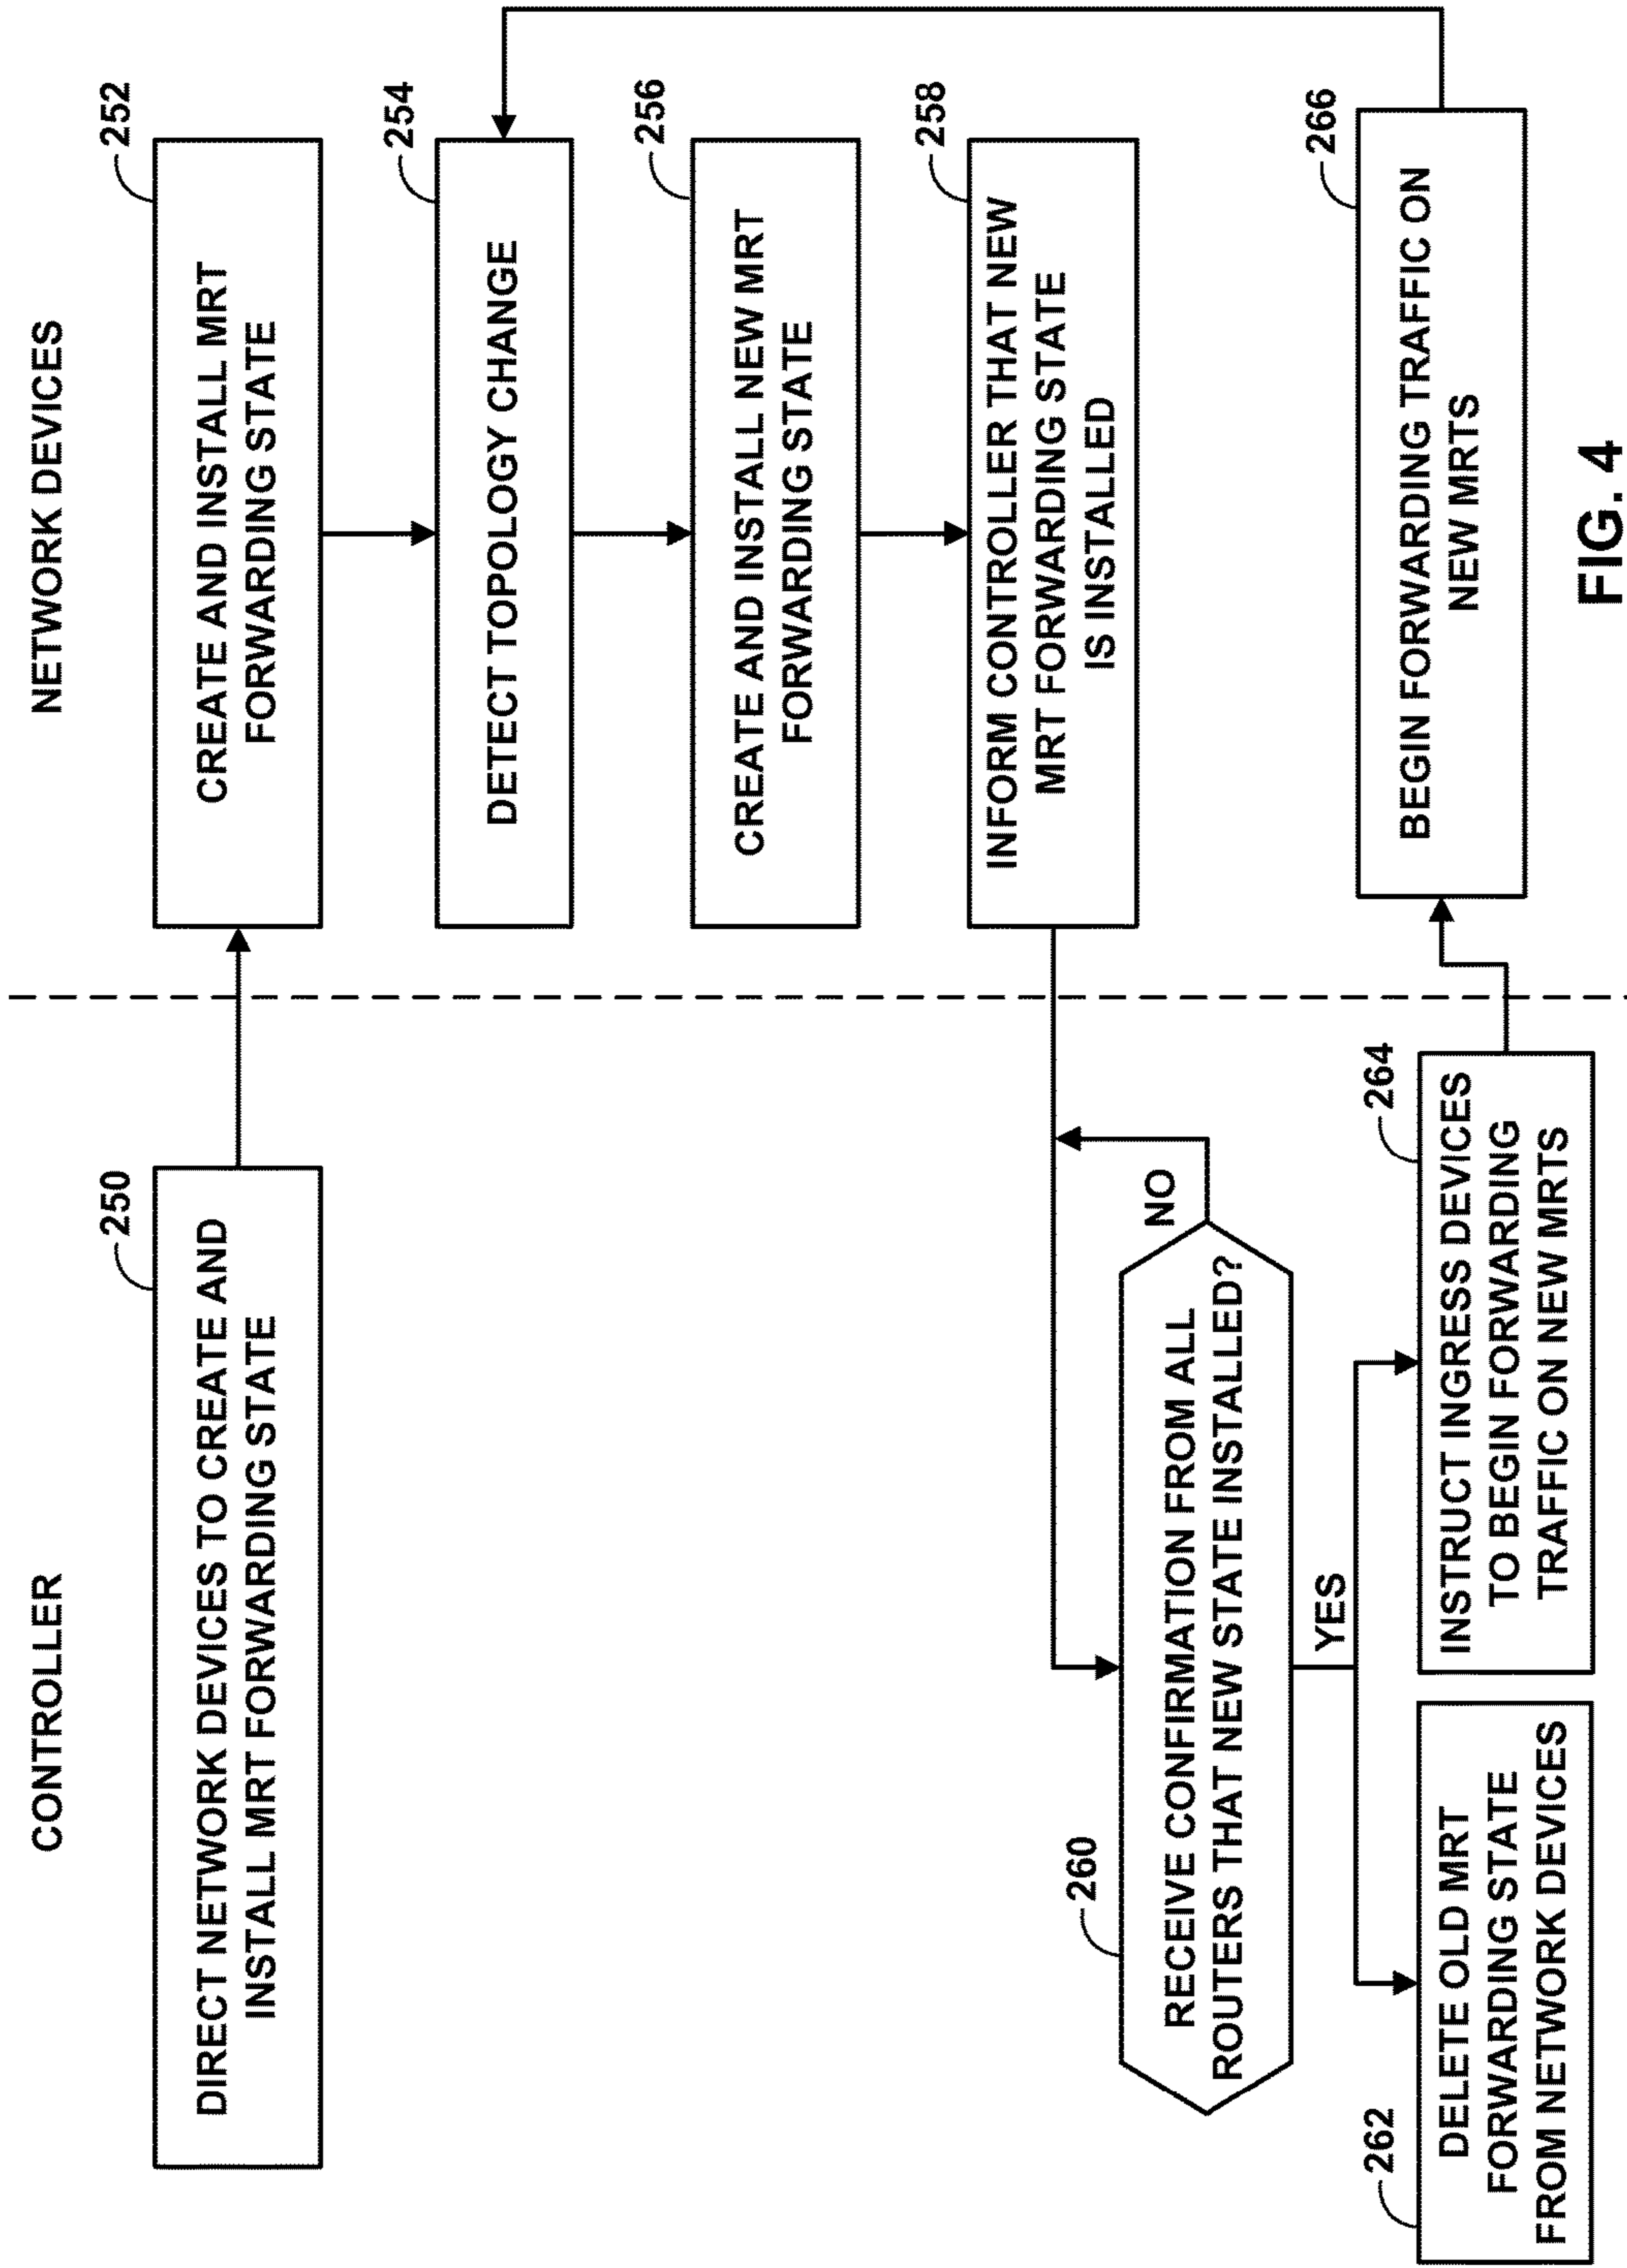 CONTROLLER
NETWORK DEVICES
250
DIRECT NETWORK DEVICES TO CREATE AND
INSTALL MRT FORWARDING STATE
252
CREATE AND INSTALL MRT
FORWARDING STATE
254
DETECT TOPOLOGY CHANGE
256
CREATE AND INSTALL NEW MRT
FORWARDING STATE
258
INFORM CONTROLLER THAT NEW
MRT FORWARDING STATE
IS INSTALLED
260
RECEIVE CONFIRMATION FROM ALL
ROUTERS THAT NEW STATE INSTALLED?
NO
YES
262
DELETE OLD MRT
FORWARDING STATE
FROM NETWORK DEVICES
264
INSTRUCT INGRESS DEVICES
TO BEGIN FORWARDING
TRAFFIC ON NEW MRTS
266
BEGIN FORWARDING TRAFFIC ON
NEW MRTS
FIG. 4